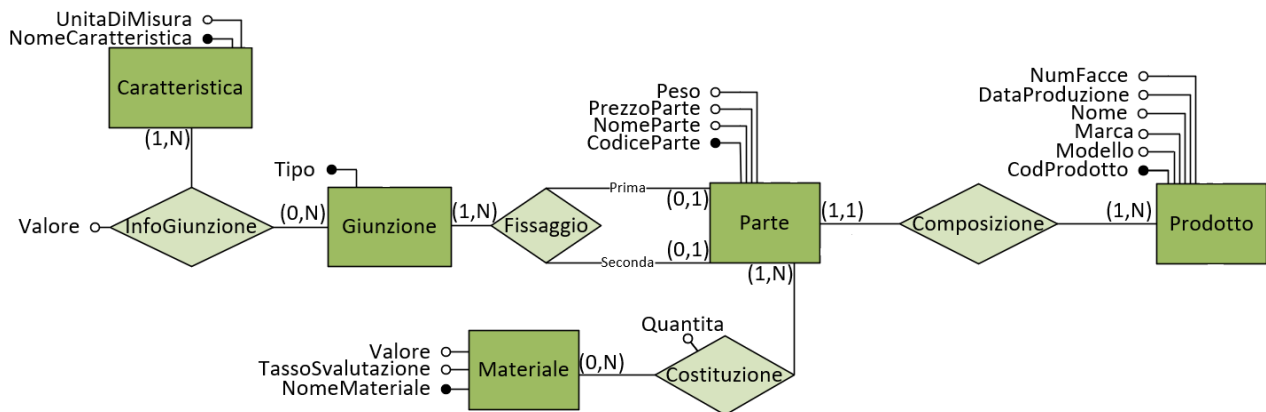 UnitaDiMisura
NomeCaratteristica
Caratteristica
(1,N)
Valore
InfoGiunzione
(0,N)
Tipo
Giunzione
(1,N)
Fissaggio
Prima
(0,1)
Seconda
(0,1)
Peso
PrezzoParte
NomeParte
CodiceParte
Parte
(1,1)
(1,N)
Composizione
(1,N)
NumFacce
DataProduzione
Nome
Marca
Modello
CodProdotto
Prodotto
Valore
TassoSvalutazione
NomeMateriale
Materiale
(0,N)
Quantita
Costituzione